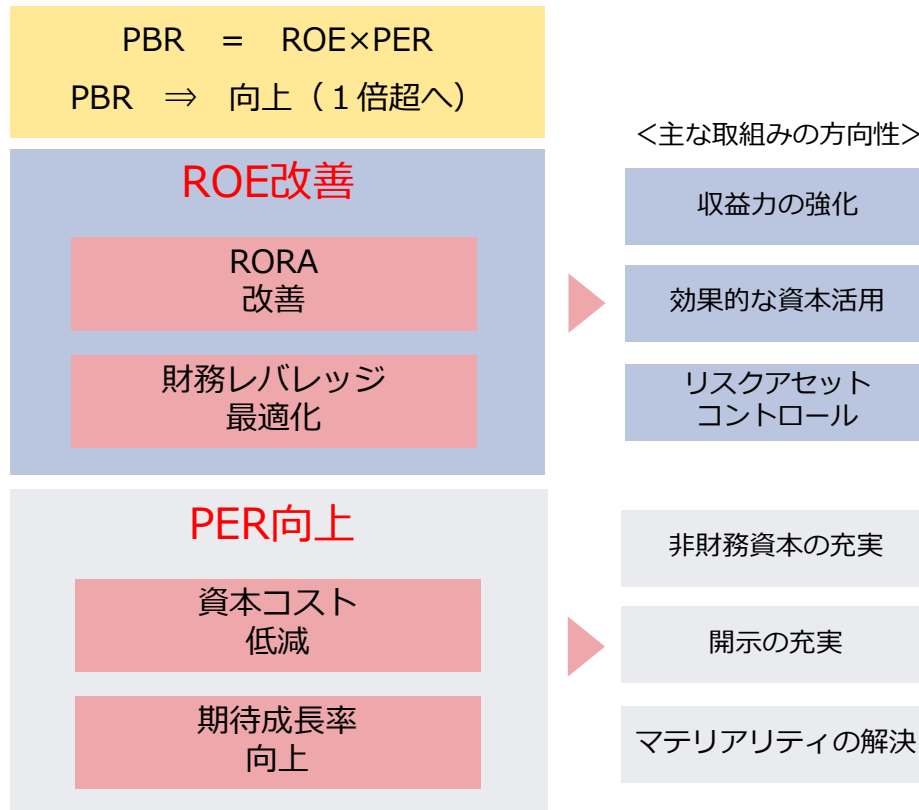 PBR = ROE×PER
PBR ⇒ 向上（１倍超へ）
＜主な取組みの方向性＞
ROE改善
RORA
改善
財務レバレッジ
最適化
収益力の強化
効果的な資本活用
リスクアセット
コントロール
PER向上
資本コスト
低減
期待成長率
向上
非財務資本の充実
開示の充実
マテリアリティの解決